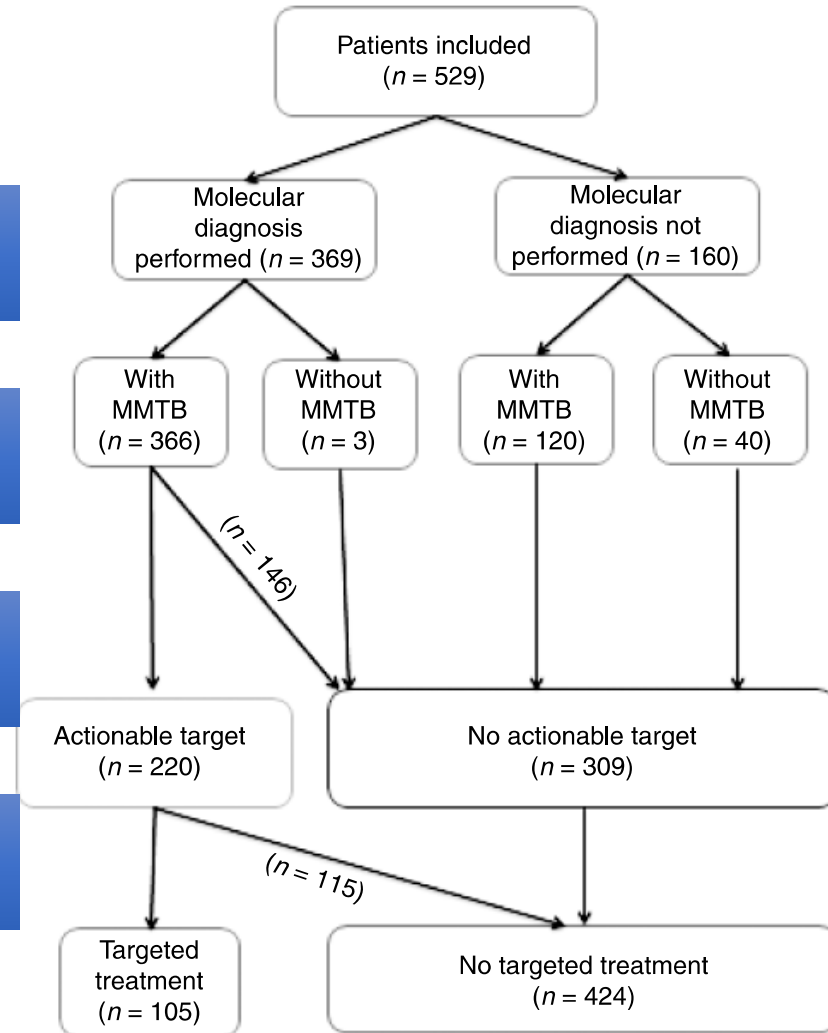 Patients included
(n = 529)
Molecular
diagnosis
performed (n = 369)
Molecular
diagnosis not
performed (n = 160)
With
MMTB
(n = 366)
Without
MMTB
(n = 3)
With
MMTB
(n = 120)
Without
MMTB
(n = 40)
(n = 146)
Actionable target
(n = 220)
No actionable target
(n = 309)
(n = 115)
Targeted
treatment
(n = 105)
No targeted treatment
(n = 424)